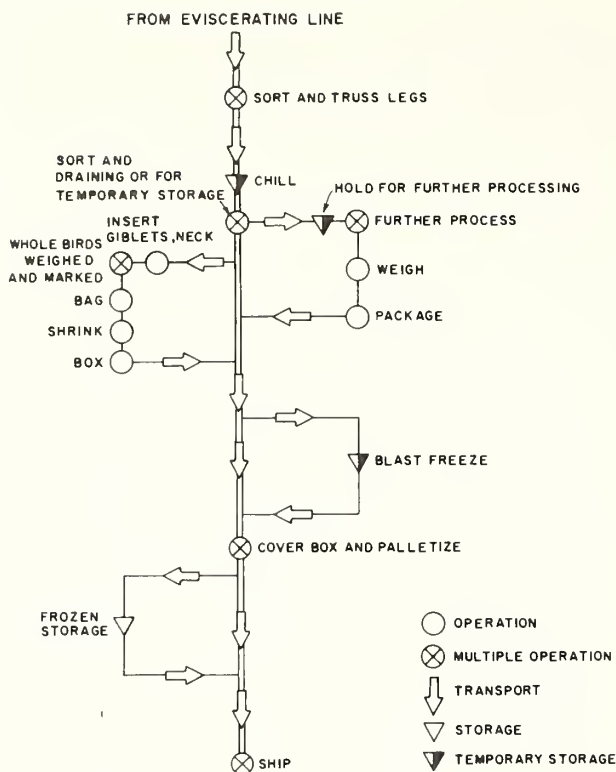 FROM EVISCERATING LINE
SORT AND TRUSS LEGS
SORT AND
DRAINING OR FOR
TEMPORARY STORAGE
CHILL
HOLD FOR FURTHER PROCESSING
FURTHER PROCESS
INSERT
GIBLETS, NECK
WHOLE BIRDS
WEIGHED
AND MARKED
WEIGH
BAG
PACKAGE
SHRINK
BOX
BLAST FREEZE
COVER BOX AND PALLETIZE
FROZEN
STORAGE
OPERATION
MULTIPLE OPERATION
TRANSPORT
STORAGE
TEMPORARY STORAGE
SHIP